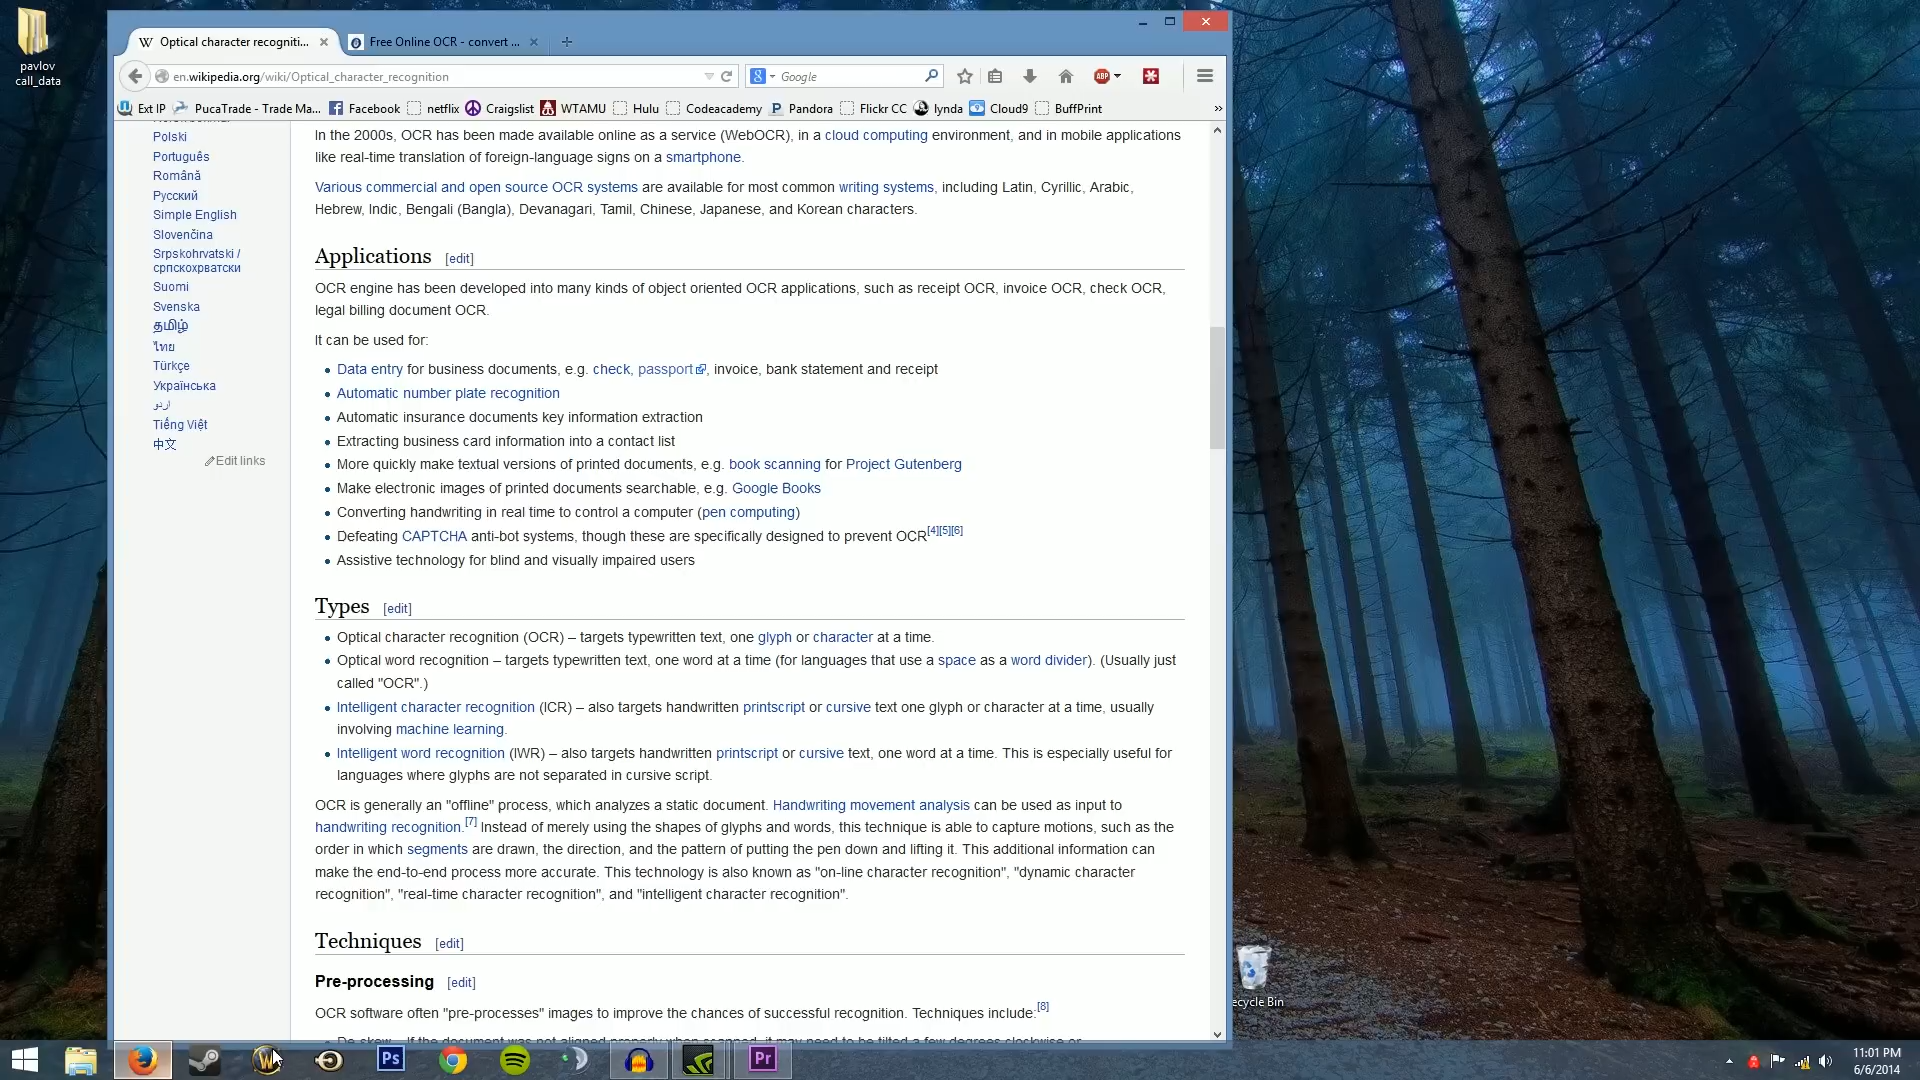 pavlov
call_data
Optical character recogniti...
Free Online OCR - convert ...
en.wikipedia.org/wiki/Optical_character_recognition
Google
Ext IP
PucaTrade - Trade Ma...
Facebook
netflix
Craigslist
WTAMU
Hulu
Codeacademy
Pandora
Flickr CC
lynda
Cloud9
BuffPrint
Polski
Português
Română
Русский
Simple English
Slovenčina
Srpskohrvatski /
српскохрватски
Suomi
Svenska
தமிழ்
ไทย
Türkçe
Українська
اردو
Tiếng Việt
中文
Edit links
In the 2000s, OCR has been made available online as a service (WebOCR), in a cloud computing environment, and in mobile applications
like real-time translation of foreign-language signs on a smartphone.
Various commercial and open source OCR systems are available for most common writing systems, including Latin, Cyrillic, Arabic,
Hebrew, Indic, Bengali (Bangla), Devanagari, Tamil, Chinese, Japanese, and Korean characters.
Applications [edit]
OCR engine has been developed into many kinds of object oriented OCR applications, such as receipt OCR, invoice OCR, check OCR,
legal billing document OCR.
It can be used for:
Data entry for business documents, e.g. check, passport, invoice, bank statement and receipt
Automatic number plate recognition
Automatic insurance documents key information extraction
Extracting business card information into a contact list
More quickly make textual versions of printed documents, e.g. book scanning for Project Gutenberg
Make electronic images of printed documents searchable, e.g. Google Books
Converting handwriting in real time to control a computer (pen computing)
Defeating CAPTCHA anti-bot systems, though these are specifically designed to prevent OCR[4][5][6]
Assistive technology for blind and visually impaired users
Types [edit]
Optical character recognition (OCR) – targets typewritten text, one glyph or character at a time.
Optical word recognition – targets typewritten text, one word at a time (for languages that use a space as a word divider). (Usually just
called "OCR".)
Intelligent character recognition (ICR) – also targets handwritten printscript or cursive text one glyph or character at a time, usually
involving machine learning.
Intelligent word recognition (IWR) – also targets handwritten printscript or cursive text, one word at a time. This is especially useful for
languages where glyphs are not separated in cursive script.
OCR is generally an "offline" process, which analyzes a static document. Handwriting movement analysis can be used as input to
handwriting recognition.[7] Instead of merely using the shapes of glyphs and words, this technique is able to capture motions, such as the
order in which segments are drawn, the direction, and the pattern of putting the pen down and lifting it. This additional information can
make the end-to-end process more accurate. This technology is also known as "on-line character recognition", "dynamic character
recognition", "real-time character recognition", and "intelligent character recognition".
Techniques [edit]
Pre-processing [edit]
OCR software often "pre-processes" images to improve the chances of successful recognition. Techniques include:[8]
ecycle Bin
Ps
Pr
11:01 PM
6/6/2014